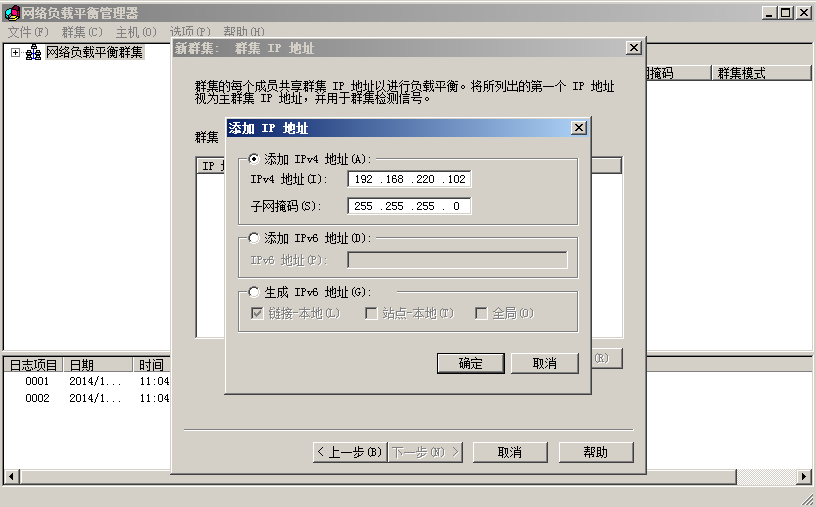 网络负载平衡管理器
文件(F) 群集(C) 主机(O) 选项(P) 帮助(H)
网络负载平衡群集
新群集: 群集 IP 地址
群集的每个成员共享群集 IP 地址以进行负载平衡。将所列出的第一个 IP 地址
视为主群集 IP 地址,并用于群集检测信号。
掩码 群集模式
群集
IP
添加 IP 地址
添加 IPv4 地址(A):
IPv4 地址(I): 192 .168 .220 .102
子网掩码(S): 255 .255 .255 . 0
添加 IPv6 地址(D):
IPv6 地址(P):
生成 IPv6 地址(G):
链接-本地(L) 站点-本地(T) 全局(O)
确定 取消
(R)
日志项目 日期 时间
0001 2014/1... 11:04
0002 2014/1... 11:04
< 上一步(B) 下一步(N) > 取消 帮助